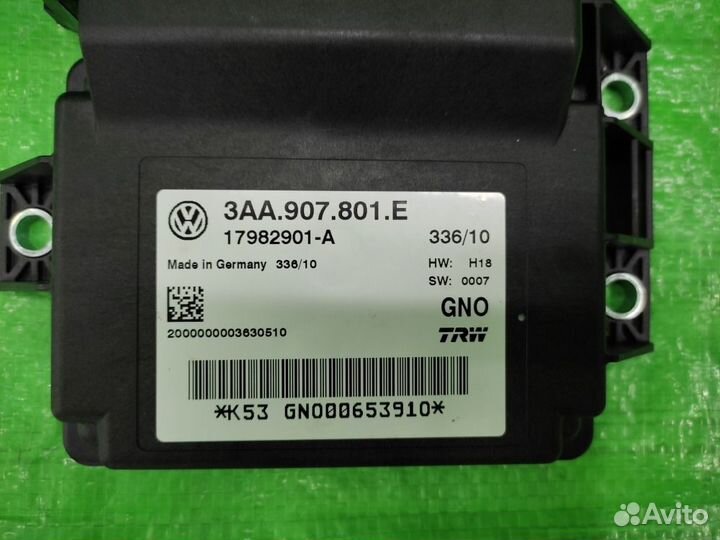 3AA.907.801.E
17982901-A 336/10
Made in Germany 336/10 HW: H18
SW: 0007
GNO
2000000003630510 TRW
*K53 GNO00653910*
Avito